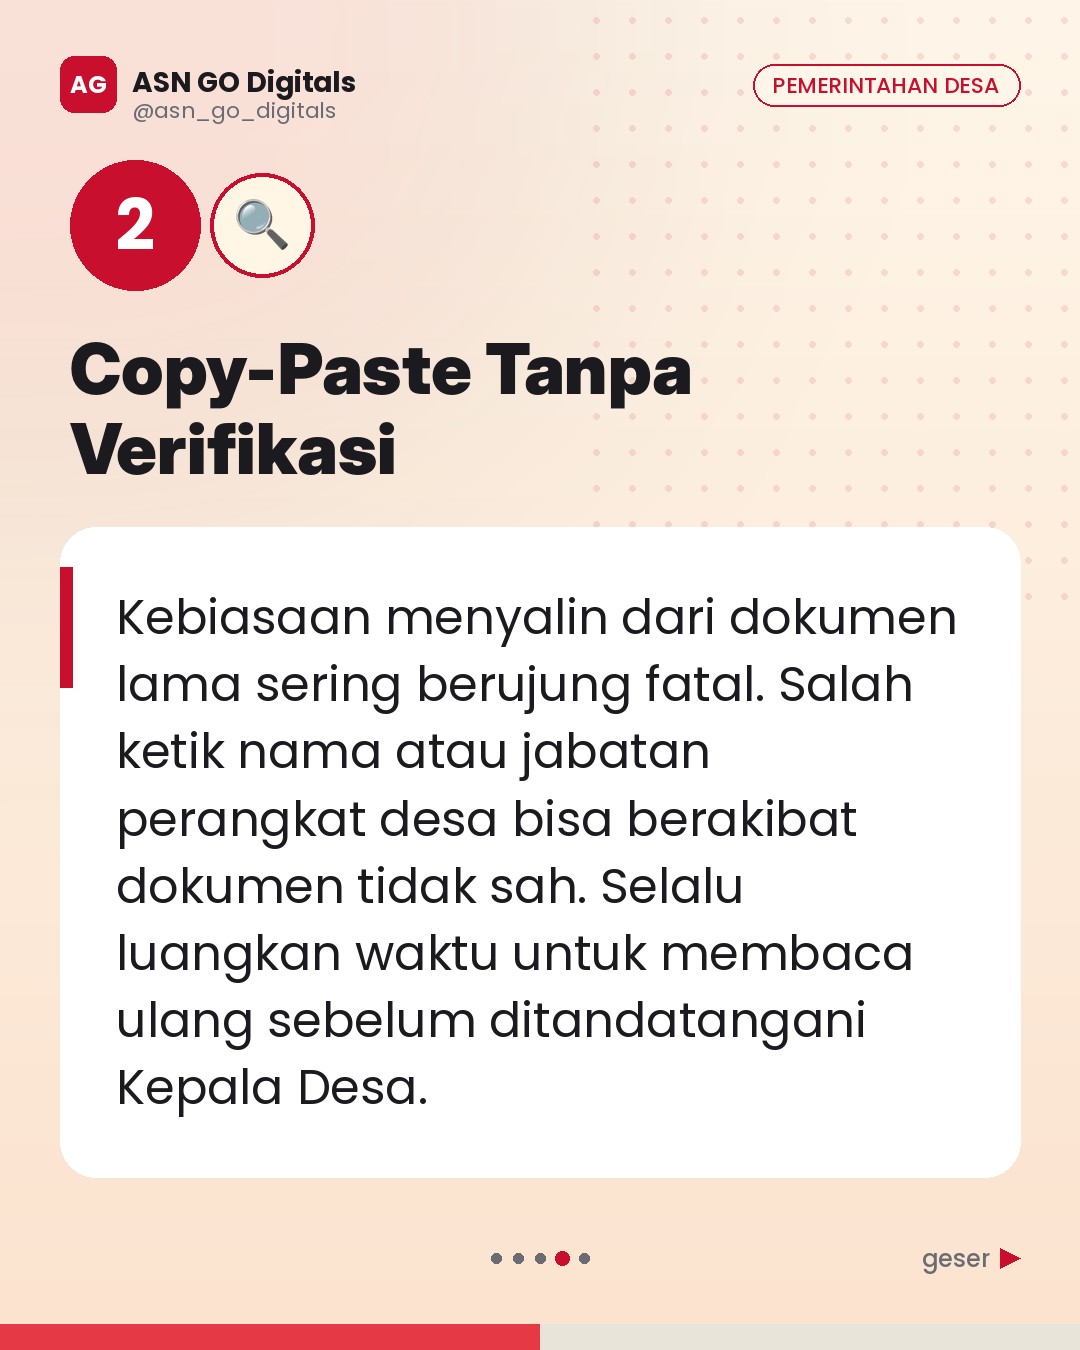 AG
ASN GO Digitals
@asn_go_digitals
PEMERINTAHAN DESA
2
Copy-Paste Tanpa
Verifikasi
Kebiasaan menyalin dari dokumen
lama sering berujung fatal. Salah
ketik nama atau jabatan
perangkat desa bisa berakibat
dokumen tidak sah. Selalu
luangkan waktu untuk membaca
ulang sebelum ditandatangani
Kepala Desa.
geser